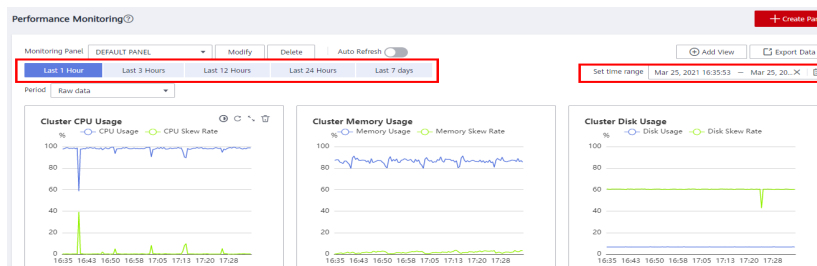 Performance Monitoring?
+ Create Pa
Monitoring Panel DEFAULT PANEL Modify Delete Auto Refresh Add View Export Data
Last 1 Hour Last 3 Hours Last 12 Hours Last 24 Hours Last 7 days Set time range Mar 25, 2021 16:35:53 — Mar 25, 20... X
Period Raw data
Cluster CPU Usage Cluster Memory Usage Cluster Disk Usage
% CPU Usage CPU Skew Rate % Memory Usage Memory Skew Rate % Disk Usage Disk Skew Rate
100 100 100
80 80 80
60 60 60
40 40 40
20 20 20
0 0 0
16:35 16:43 16:50 16:58 17:05 17:13 17:20 17:28 16:35 16:43 16:50 16:58 17:05 17:13 17:20 17:28 16:35 16:43 16:50 16:58 17:05 17:13 17:20 17:28